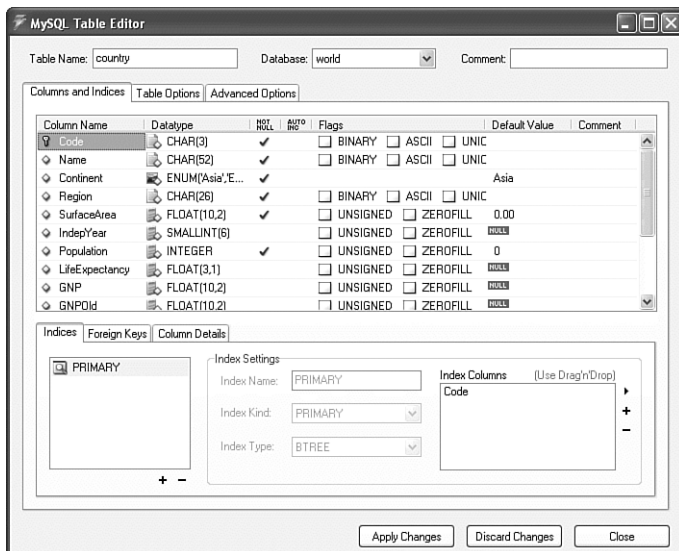 MySQL Table Editor
Table Name: country Database: world Comment:
Columns and Indices Table Options Advanced Options
Column Name Datatype NOT NULL AUTO INC Flags Default Value Comment
Code CHAR(3) BINARY ASCII UNIC
Name CHAR(52) BINARY ASCII UNIC
Continent ENUM('Asia','E... Asia
Region CHAR(26) BINARY ASCII UNIC
SurfaceArea FLOAT(10,2) UNSIGNED ZEROFILL 0.00
IndepYear SMALLINT(6) UNSIGNED ZEROFILL NULL
Population INTEGER UNSIGNED ZEROFILL 0
LifeExpectancy FLOAT(3,1) UNSIGNED ZEROFILL NULL
GNP FLOAT(10,2) UNSIGNED ZEROFILL NULL
GNPOld FLOAT(10,2) UNSIGNED ZEROFILL NULL
Indices Foreign Keys Column Details
PRIMARY
Index Settings
Index Name: PRIMARY
Index Kind: PRIMARY
Index Type: BTREE
Index Columns (Use Drag'n'Drop)
Code
Apply Changes Discard Changes Close